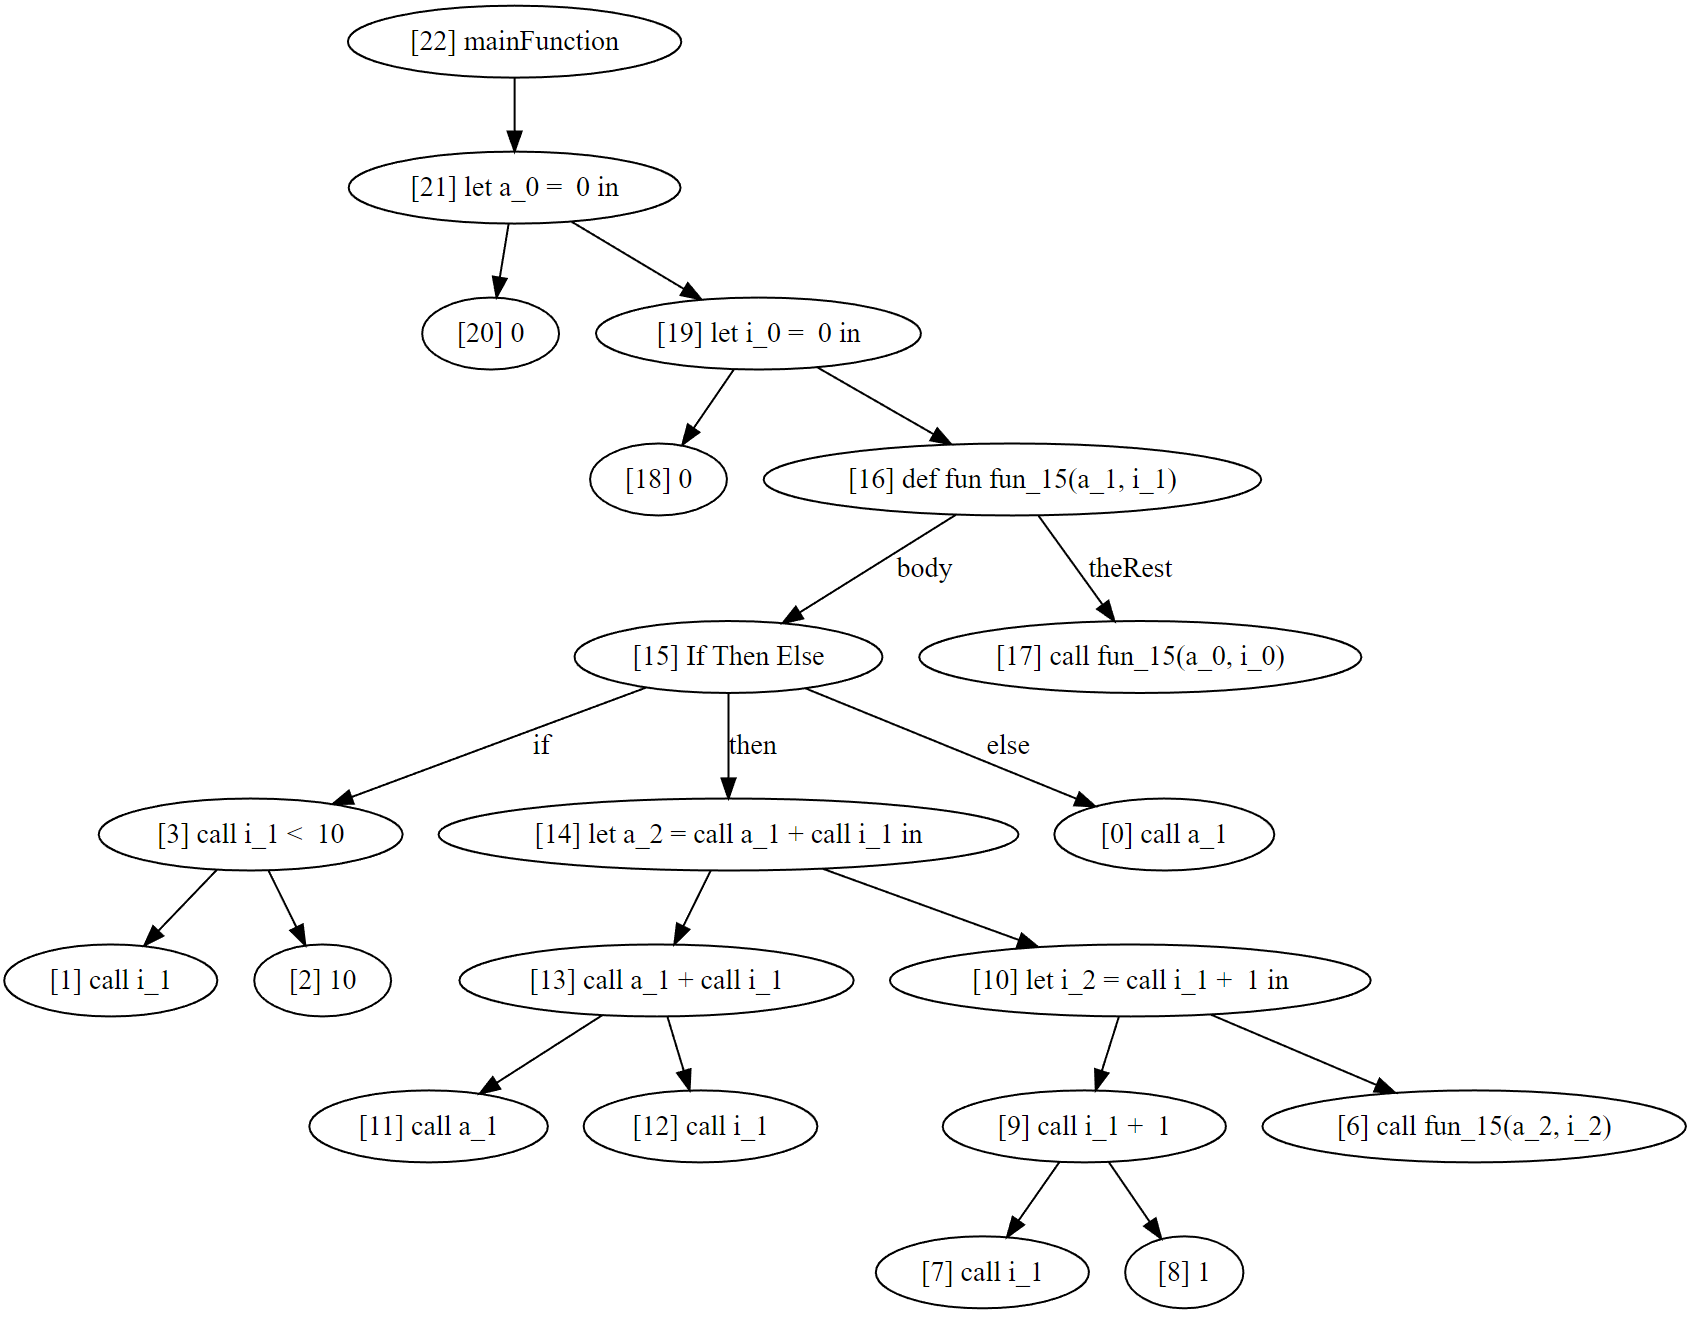 [22] mainFunction
[21] let a_0 =  0 in
[20] 0
[19] let i_0 =  0 in
[18] 0
[16] def fun fun_15(a_1, i_1)
body
theRest
[15] If Then Else
[17] call fun_15(a_0, i_0)
if
then
else
[3] call i_1 <  10
[14] let a_2 = call a_1 + call i_1 in
[0] call a_1
[1] call i_1
[2] 10
[13] call a_1 + call i_1
[10] let i_2 = call i_1 +  1 in
[11] call a_1
[12] call i_1
[9] call i_1 +  1
[6] call fun_15(a_2, i_2)
[7] call i_1
[8] 1